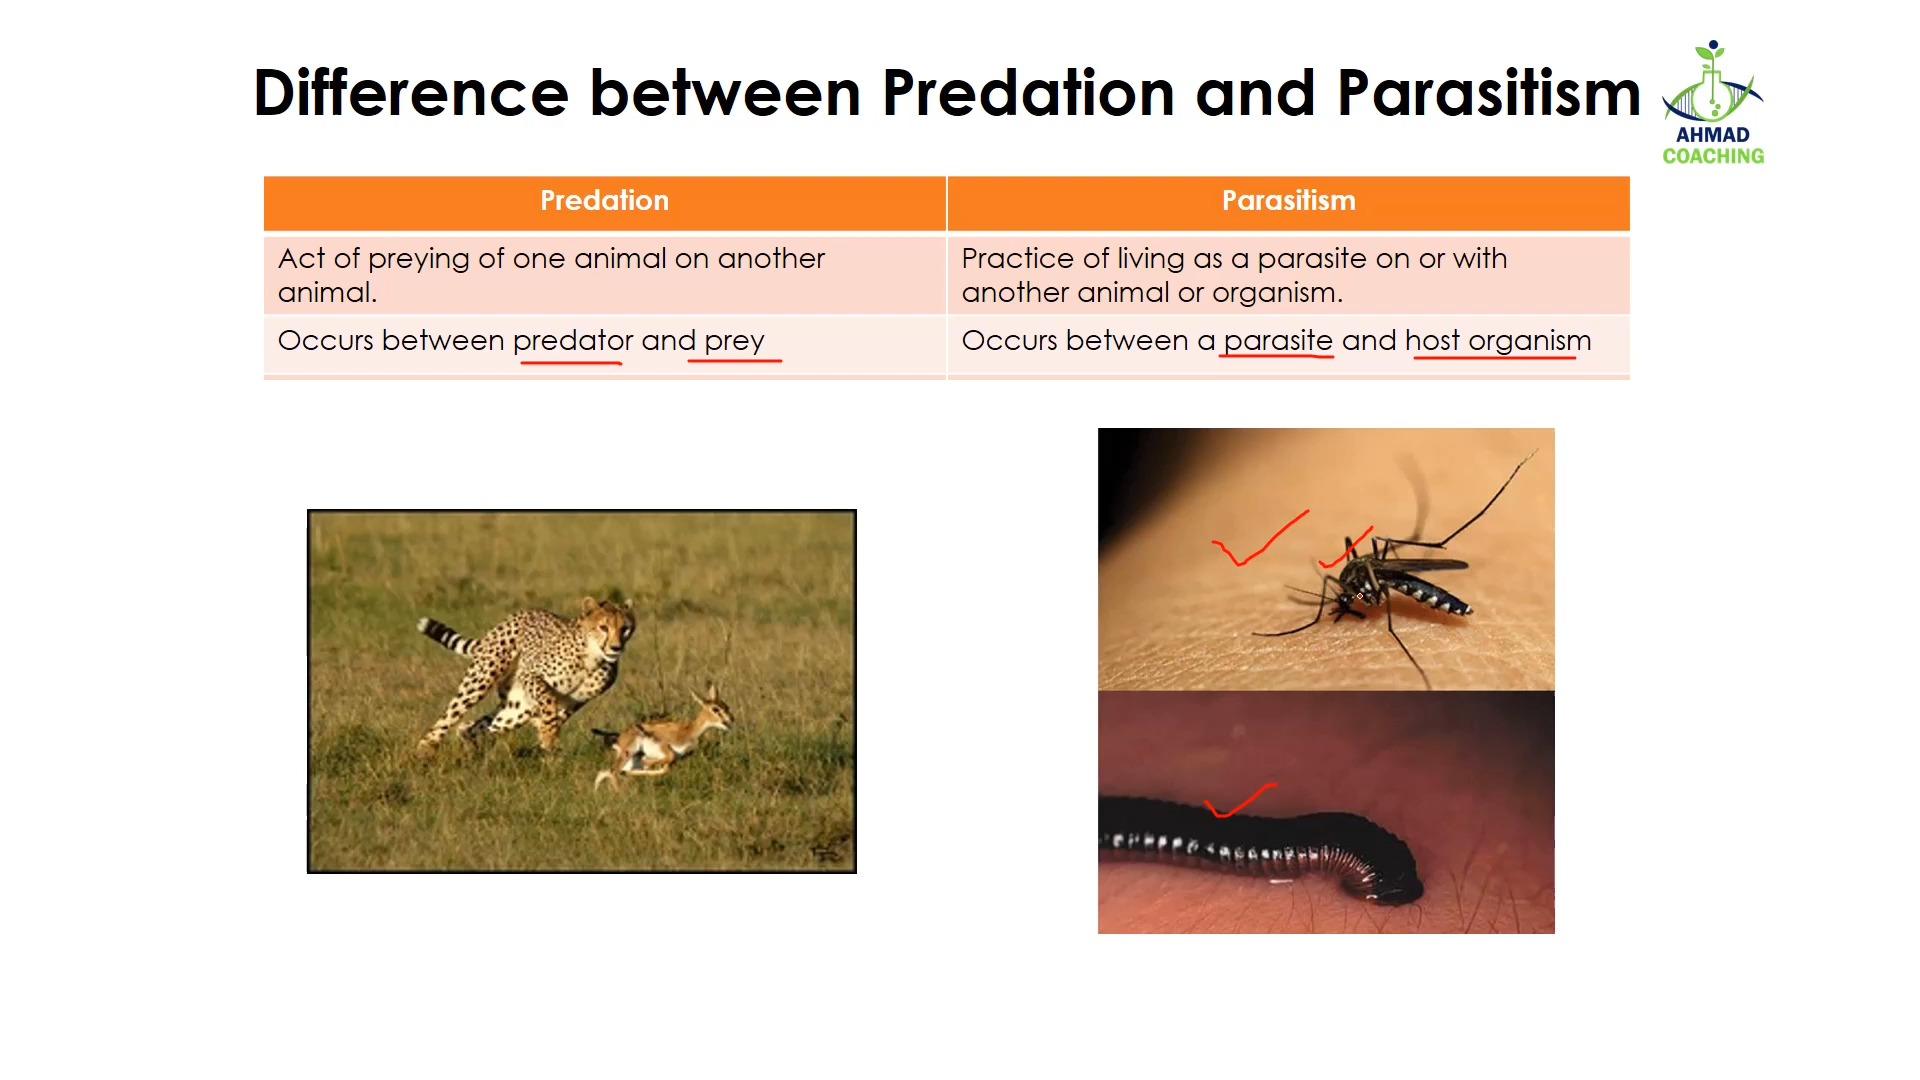 Difference between Predation and Parasitism
AHMAD
COACHING
Predation
Parasitism
Act of preying of one animal on another
animal.
Practice of living as a parasite on or with
another animal or organism.
Occurs between predator and prey
Occurs between a parasite and host organism